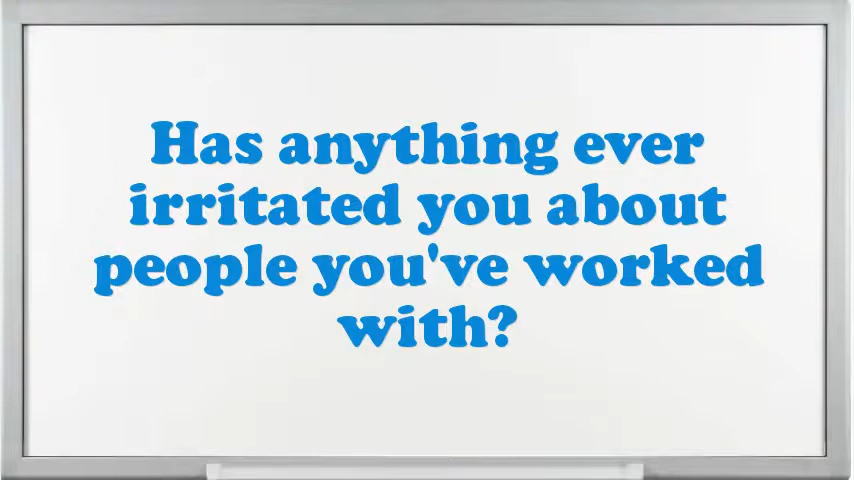 Has anything ever
irritated you about
people you've worked
with?